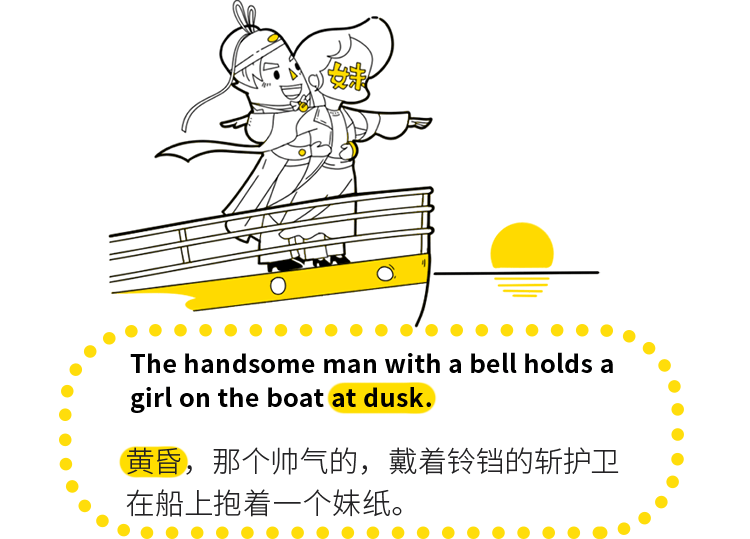 妹
The handsome man with a bell holds a
girl on the boat at dusk.
黄昏，那个帅气的，戴着铃铛的斩护卫
在船上抱着一个妹纸。